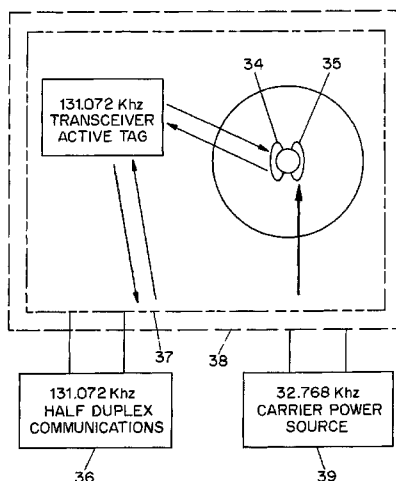 34
35
131.072 Khz
TRANSCEIVER
ACTIVE TAG
37
38
131.072 Khz
HALF DUPLEX
COMMUNICATIONS
32.768 Khz
CARRIER POWER
SOURCE
36
39